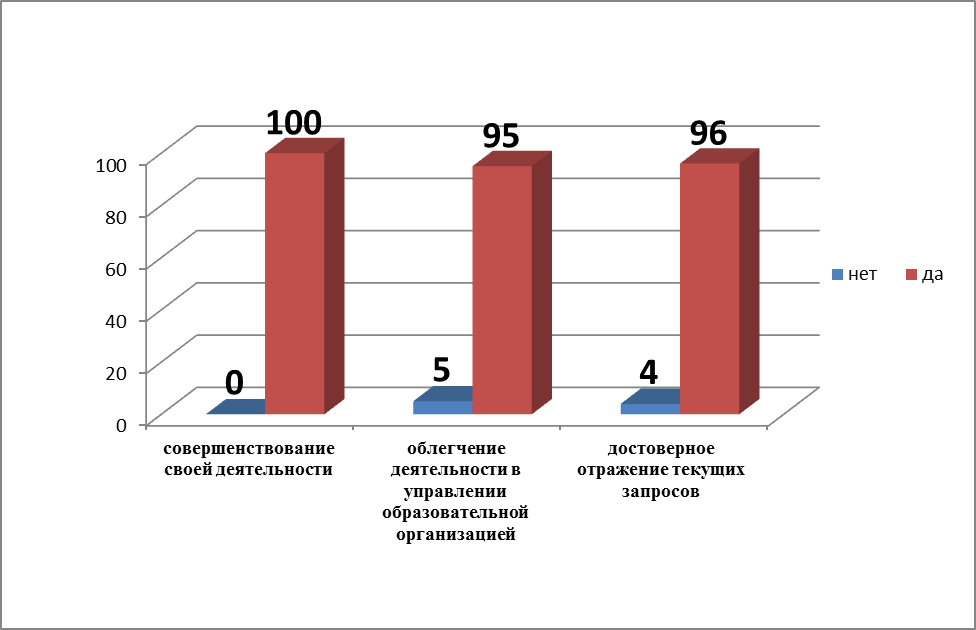 100
95
96
100
80
60
40
20
0
0
5
4
нет
да
совершенствование
своей деятельности
облегчение
деятельности в
управлении
образовательной
организацией
достоверное
отражение текущих
запросов